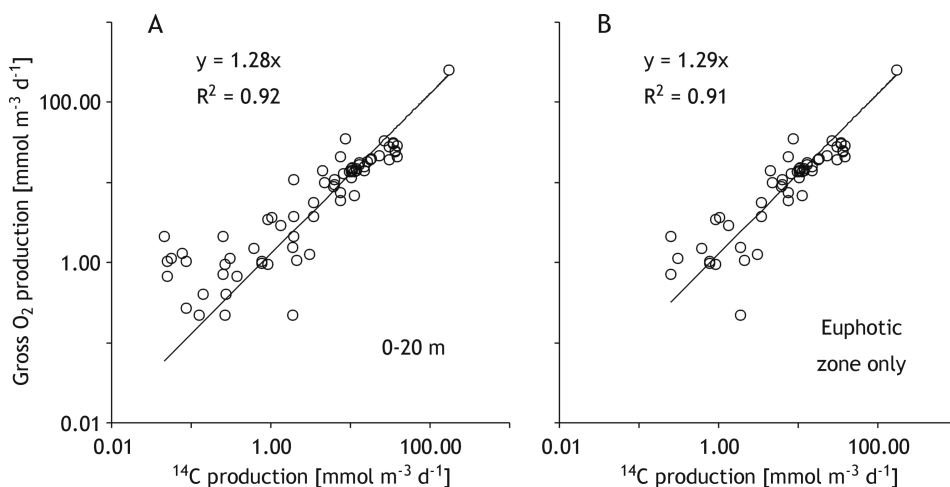 A
y = 1.28x
R² = 0.92
0-20 m
100.00
1.00
0.01
0.01
1.00
100.00
Gross O₂ production [mmol m⁻³ d⁻¹]
¹⁴C production [mmol m⁻³ d⁻¹]
B
y = 1.29x
R² = 0.91
Euphotic
zone only
0.01
1.00
100.00
¹⁴C production [mmol m⁻³ d⁻¹]